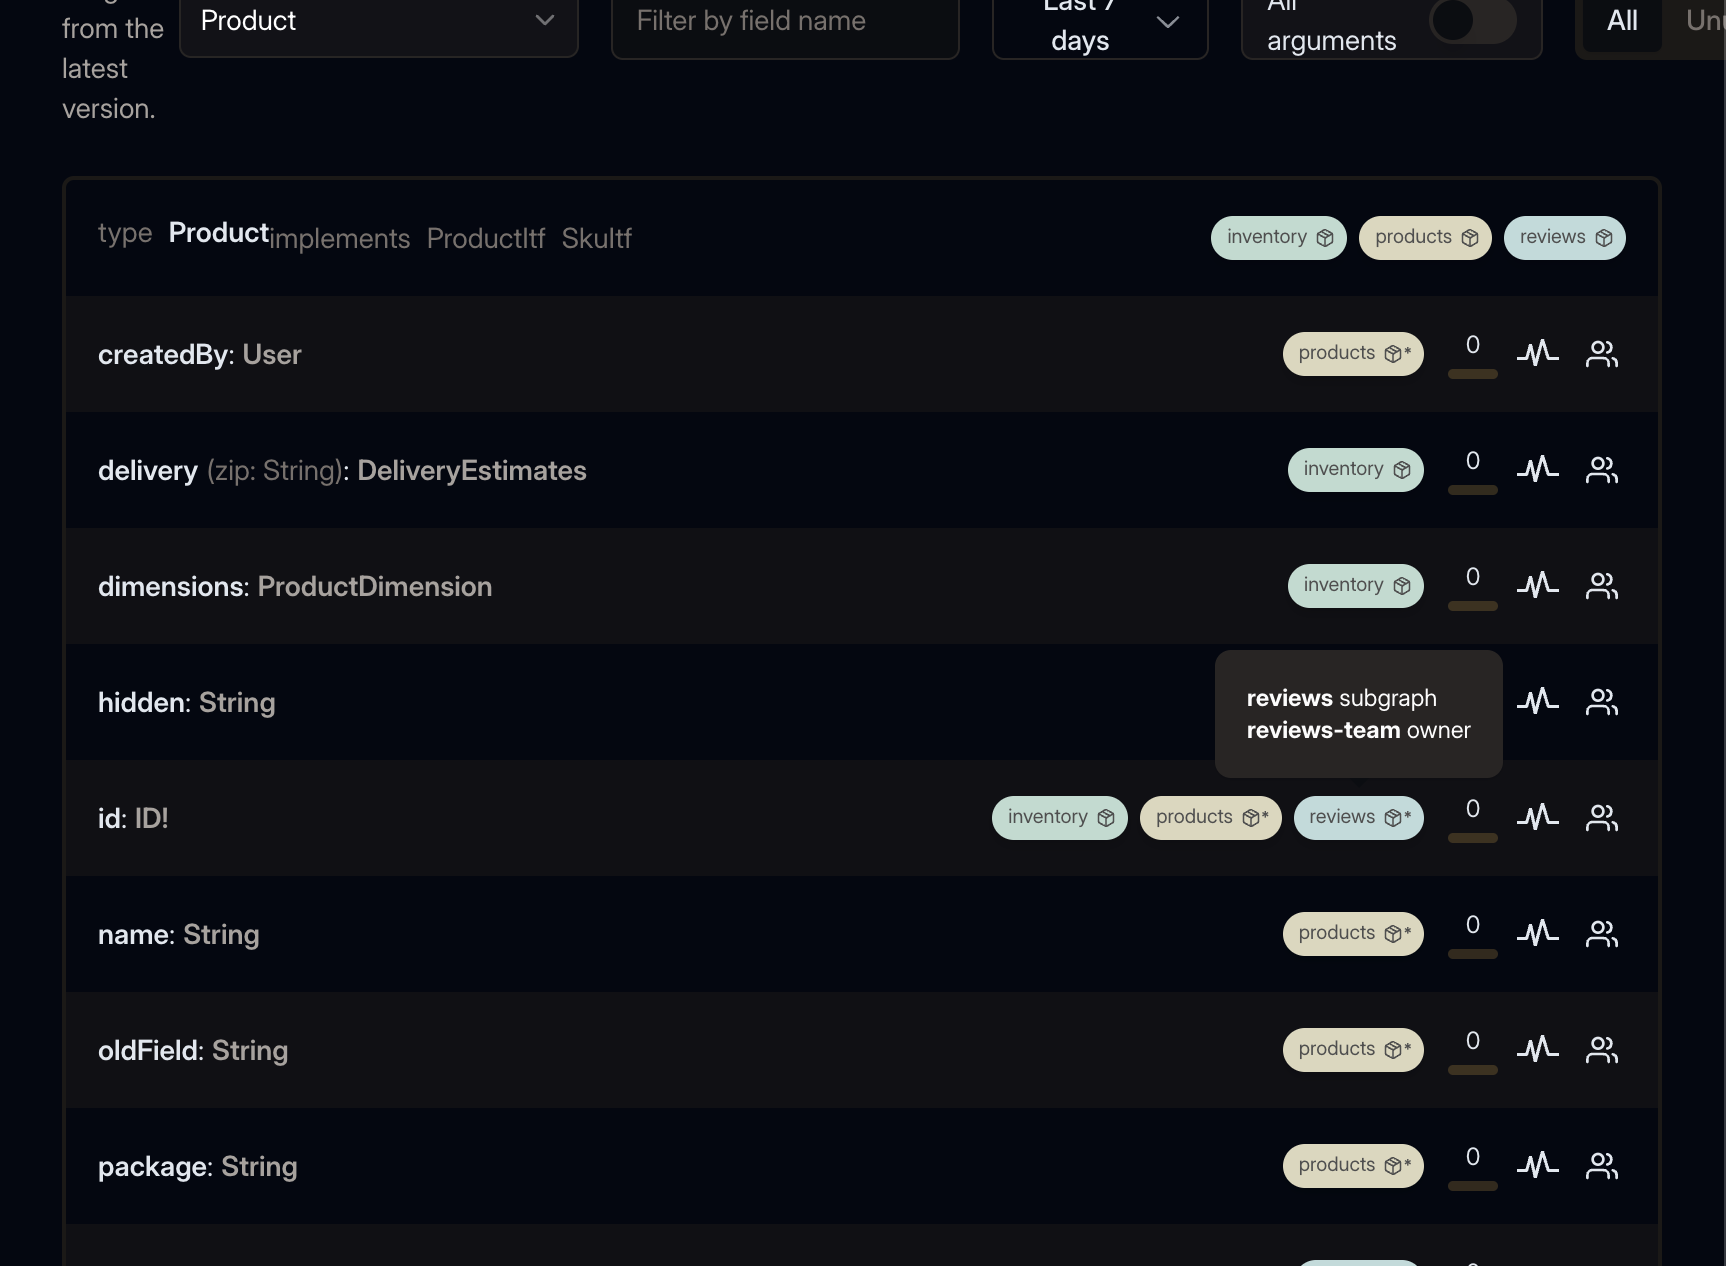 from the
latest
version.
Product
Filter by field name
Last 7
days
All
arguments
All
type Product implements ProductItf SkuItf
inventory products reviews
createdBy: User
products * 0
delivery (zip: String): DeliveryEstimates
inventory 0
dimensions: ProductDimension
inventory 0
hidden: String
reviews subgraph
reviews-team owner
id: ID!
inventory products * reviews * 0
name: String
products * 0
oldField: String
products * 0
package: String
products * 0